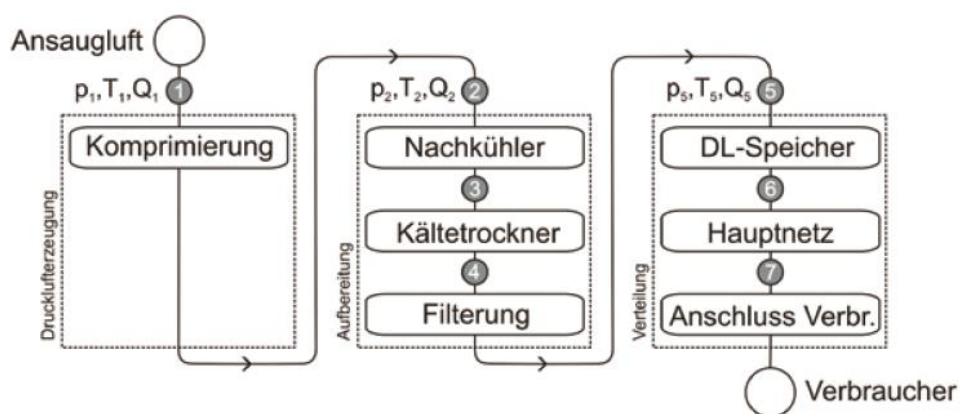 Ansaugluft
p₁,T₁,Q₁ 1
Komprimierung
Drucklufterzeugung
p₂,T₂,Q₂ 2
Nachkühler
3
Kältetrockner
4
Filterung
Aufbereitung
p₅,T₅,Q₅ 5
DL-Speicher
6
Hauptnetz
7
Anschluss Verbr.
Verteilung
Verbraucher